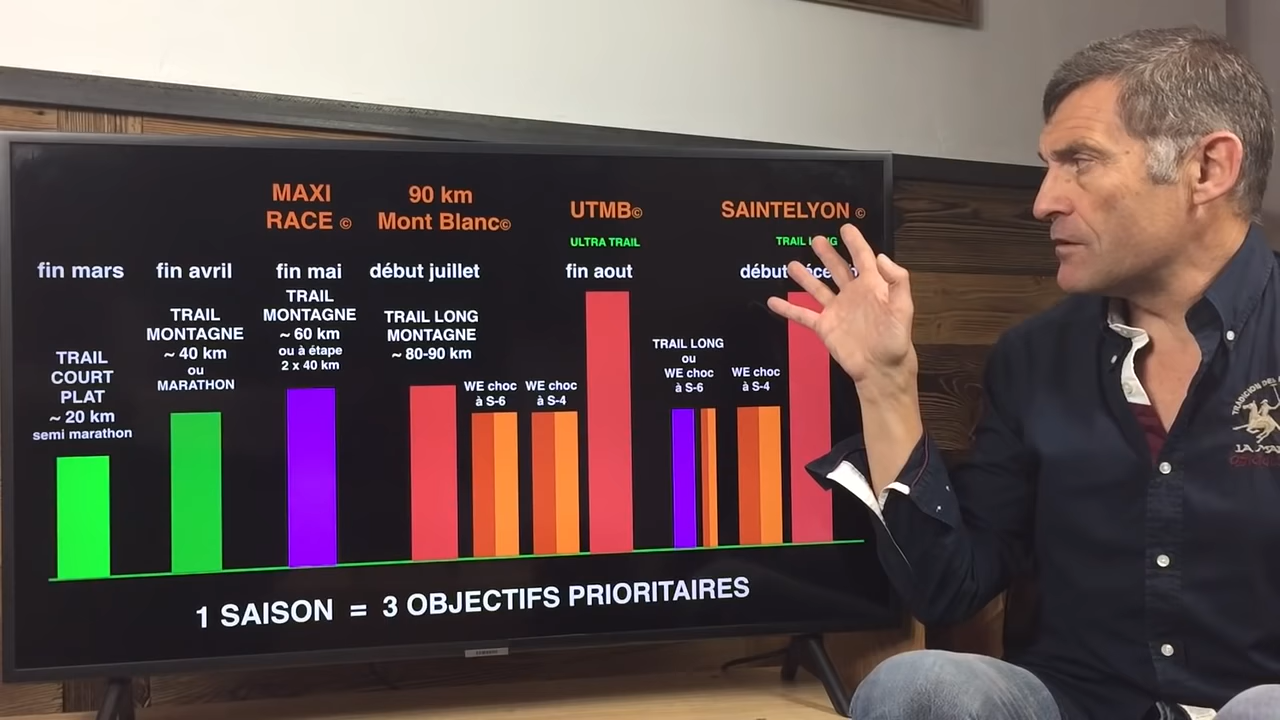 MAXI
RACE ©
90 km
Mont Blanc©
UTMB©
ULTRA TRAIL
SAINTELYON ©
TRAIL
fin mars
fin avril
fin mai
début juillet
fin aout
début
TRAIL
COURT
PLAT
~ 20 km
semi marathon
TRAIL
MONTAGNE
~ 40 km
ou
MARATHON
TRAIL
MONTAGNE
~ 60 km
ou à étape
2 x 40 km
TRAIL LONG
MONTAGNE
~ 80-90 km
WE choc
à S-6
WE choc
à S-4
TRAIL LONG
ou
WE choc
à S-6
WE choc
à S-4
1 SAISON = 3 OBJECTIFS PRIORITAIRES
SAMSUNG